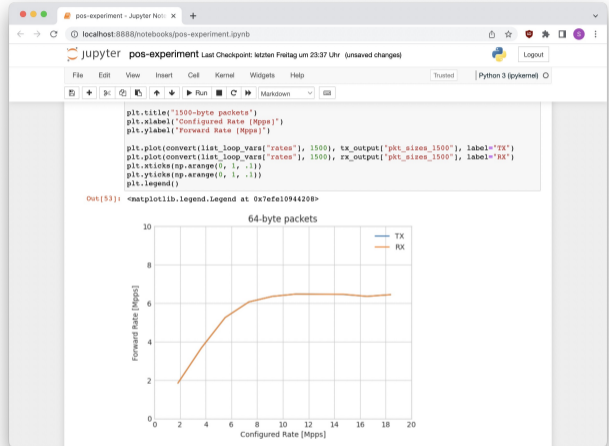 pos-experiment - Jupyter Note
localhost:8888/notebooks/pos-experiment.ipynb
S
jupyter pos-experiment Last Checkpoint: letzten Freitag um 23:37 Uhr (unsaved changes)
Logout
File Edit View Insert Cell Kernel Widgets Help
Trusted
Python 3 (ipykernel)
Run
Markdown
plt.title("1500-byte packets")
plt.xlabel("Configured Rate [Mpps]")
plt.ylabel("Forward Rate [Mpps]")
plt.plot(convert(list_loop_vars["rates"], 1500), tx_output["pkt_sizes_1500"], label="TX")
plt.plot(convert(list_loop_vars["rates"], 1500), rx_output["pkt_sizes_1500"], label="RX")
plt.xticks(np.arange(0, 1, .1))
plt.yticks(np.arange(0, 1, .1))
plt.legend()
Out[53]: <matplotlib.legend.Legend at 0x7efe10944208>
64-byte packets
TX
RX
10
8
6
4
2
0
Forward Rate [Mpps]
0 2 4 6 8 10 12 14 16 18 20
Configured Rate [Mpps]